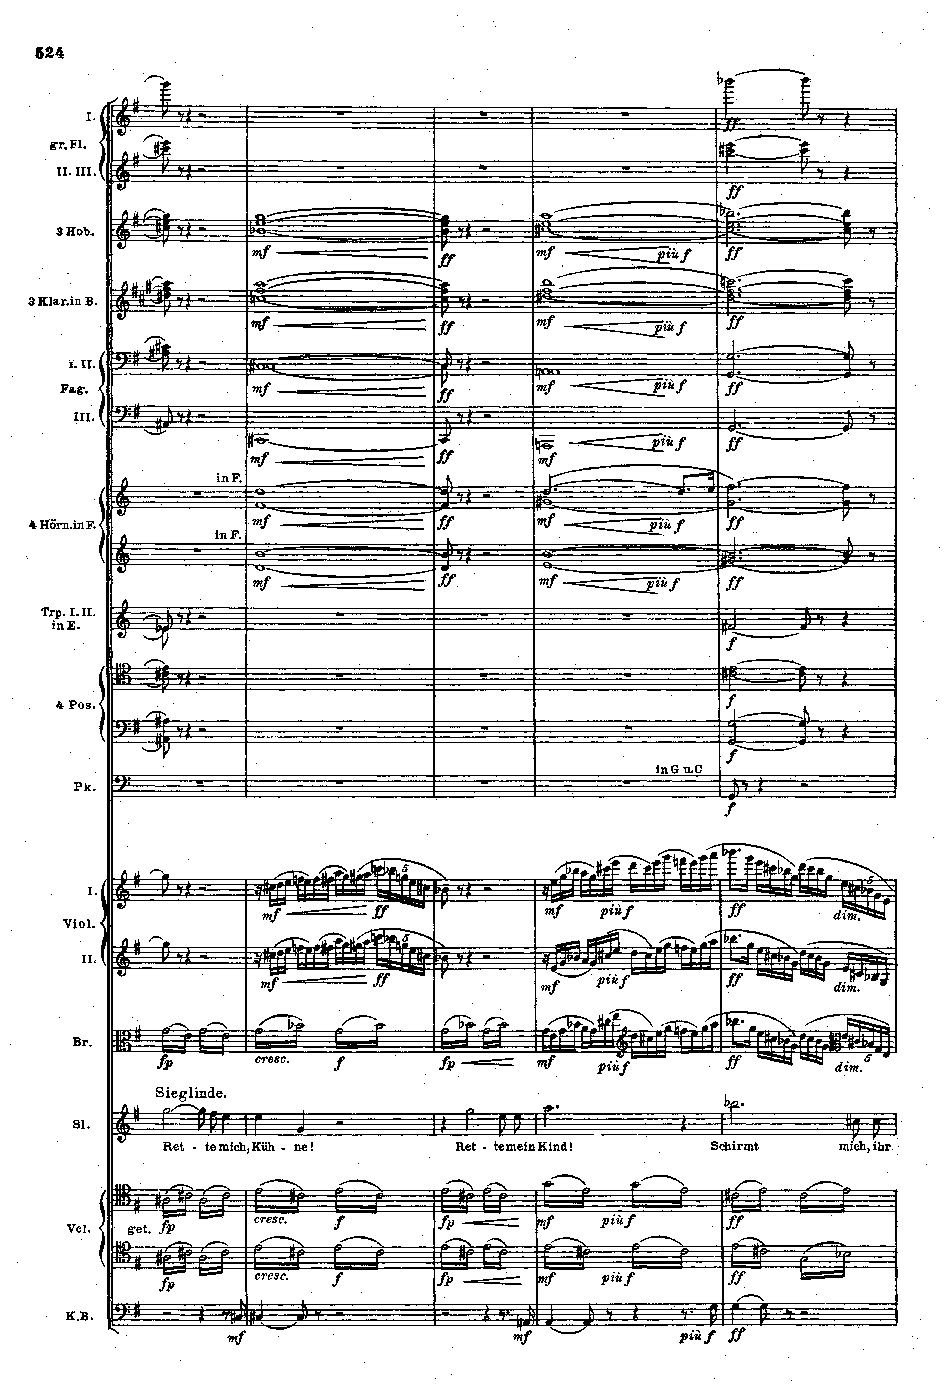 524
I.
gr. Fl.
II. III.
ff
ff
3 Hob.
mf ff mf più f ff
3 Klar. in B.
mf ff mf più f ff
I. II.
mf ff mf più f ff
Fag.
III.
mf ff mf più f ff
in F.
mf ff mf più f ff
4 Hörn. in F.
in F.
mf ff mf più f ff
Trp. I. II.
in E.
f
4 Pos.
f
f
in G u. C
Pk.
f
I.
mf ff mf più f ff dim.
5 5
Viol.
II.
mf ff mf più f ff dim.
5
Br.
fp cresc. f fp mf più f ff dim.
5
Sieglinde.
Sl.
Ret - te mich, Küh - ne! Ret - te mein Kind! Schirmt mich, ihr
fp cresc. f fp mf più f ff
Vcl. get.
fp cresc. f fp mf più f ff
K.B.
mf mf più f ff